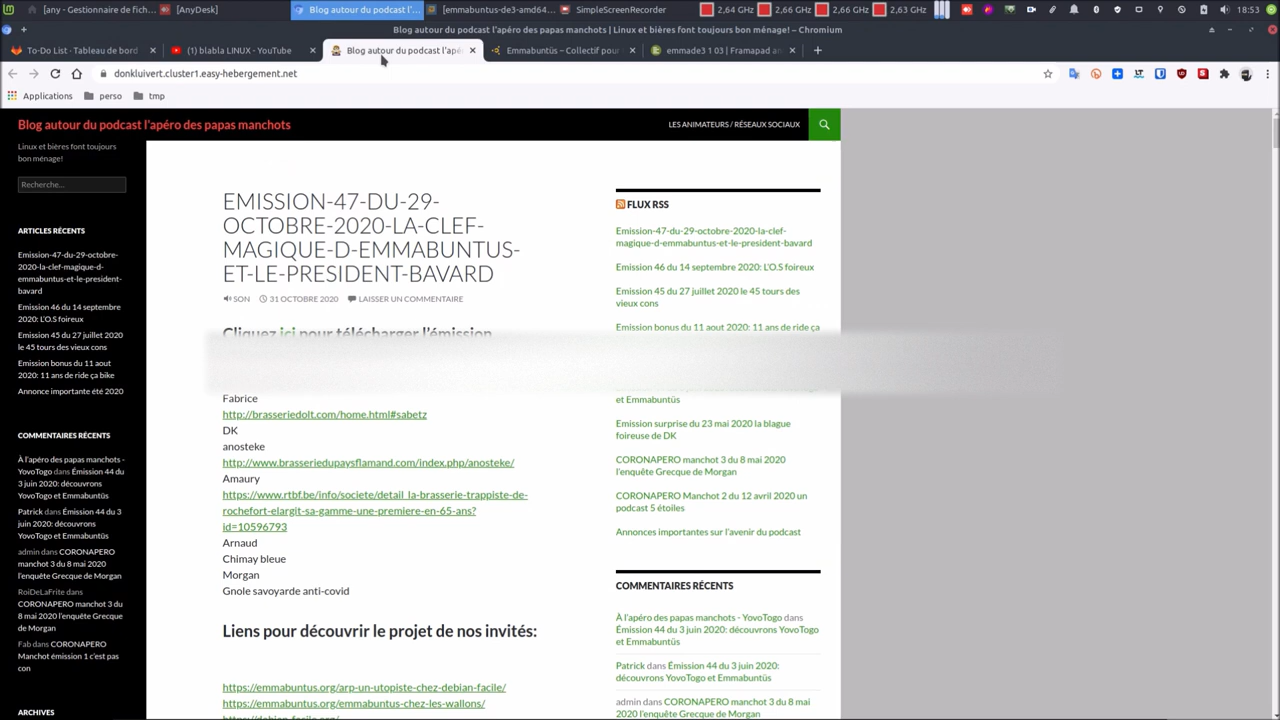 [any - Gestionnaire de fich...
[AnyDesk]
Blog autour du podcast l'...
[emmabuntüs-de3-amd64...
SimpleScreenRecorder
2,64 GHz
2,66 GHz
2,66 GHz
2,63 GHz
18:53
Blog autour du podcast l'apéro des papas manchots | Linux et bières font toujours bon ménage! – Chromium
To-Do List · Tableau de bord
(1) blabla LINUX - YouTube
Blog autour du podcast l'apé
Emmabuntüs – Collectif pour
emmade3 1 03 | Framapad an
donkluivert.cluster1.easy-hebergement.net
Applications
perso
tmp
Blog autour du podcast l'apéro des papas manchots
LES ANIMATEURS / RÉSEAUX SOCIAUX
Linux et bières font toujours
bon ménage!
Recherche...
ARTICLES RÉCENTS
Emission-47-du-29-octobre-
2020-la-clef-magique-d-
emmabuntus-et-le-president-
bavard
Emission 46 du 14 septembre
2020: L'O.S foireux
Emission 45 du 27 juillet 2020
le 45 tours des vieux cons
Emission bonus du 11 aout
2020: 11 ans de ride ça bike
Annonce importante été 2020
COMMENTAIRES RÉCENTS
À l'apéro des papas manchots -
YovoTogo dans Émission 44 du
3 juin 2020: découvrons
YovoTogo et Emmabuntüs
Patrick dans Émission 44 du 3
juin 2020: découvrons
YovoTogo et Emmabuntüs
admin dans CORONAPERO
manchot 3 du 8 mai 2020
l'enquête Grecque de Morgan
RoiDeLaFrite dans
CORONAPERO manchot 3 du
8 mai 2020 l'enquête Grecque
de Morgan
Fab dans CORONAPERO
Manchot émission 1 c'est pas
con
ARCHIVES
EMISSION-47-DU-29-
OCTOBRE-2020-LA-CLEF-
MAGIQUE-D-EMMABUNTUS-
ET-LE-PRESIDENT-BAVARD
SON
31 OCTOBRE 2020
LAISSER UN COMMENTAIRE
Cliquez ici pour télécharger l'émission
Fabrice
http://brasseriedolt.com/home.html#sabetz
DK
anosteke
http://www.brasseriedupaysflamand.com/index.php/anosteke/
Amaury
https://www.rtbf.be/info/societe/detail_la-brasserie-trappiste-de-
rochefort-elargit-sa-gamme-une-premiere-en-65-ans?
id=10596793
Arnaud
Chimay bleue
Morgan
Gnole savoyarde anti-covid
Liens pour découvrir le projet de nos invités:
https://emmabuntus.org/arp-un-utopiste-chez-debian-facile/
https://emmabuntus.org/emmabuntus-chez-les-wallons/
https://debian-facile.org/
FLUX RSS
Emission-47-du-29-octobre-2020-la-clef-
magique-d-emmabuntus-et-le-president-bavard
Emission 46 du 14 septembre 2020: L'O.S foireux
Emission 45 du 27 juillet 2020 le 45 tours des
vieux cons
Emission bonus du 11 aout 2020: 11 ans de ride ça
et Emmabuntüs
Emission surprise du 23 mai 2020 la blague
foireuse de DK
CORONAPERO manchot 3 du 8 mai 2020
l'enquête Grecque de Morgan
CORONAPERO Manchot 2 du 12 avril 2020 un
podcast 5 étoiles
Annonces importantes sur l'avenir du podcast
COMMENTAIRES RÉCENTS
À l'apéro des papas manchots - YovoTogo dans
Émission 44 du 3 juin 2020: découvrons YovoTogo
et Emmabuntüs
Patrick dans Émission 44 du 3 juin 2020:
découvrons YovoTogo et Emmabuntüs
admin dans CORONAPERO manchot 3 du 8 mai
2020 l'enquête Grecque de Morgan